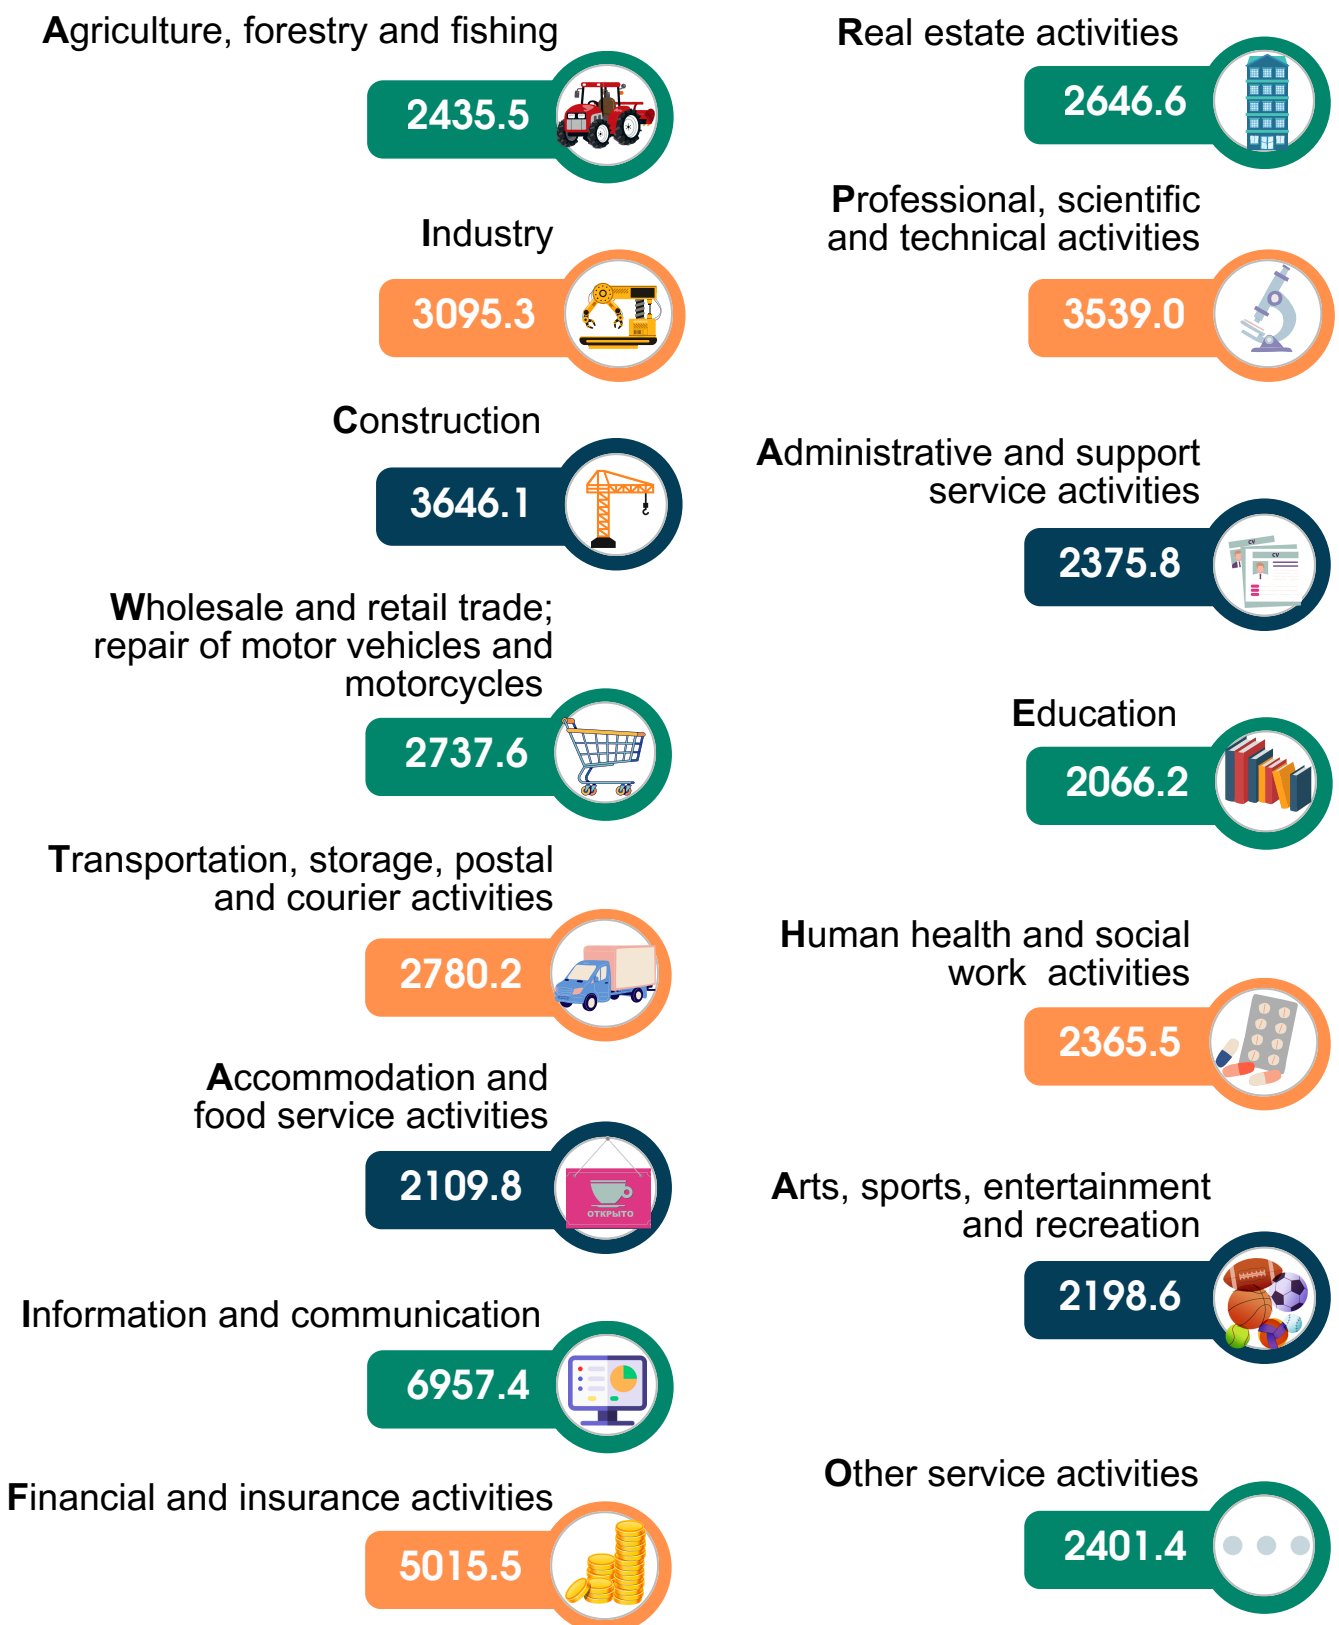 Agriculture, forestry and fishing
2435.5
Industry
3095.3
Construction
3646.1
Wholesale and retail trade;
repair of motor vehicles and
motorcycles
2737.6
Transportation, storage, postal
and courier activities
2780.2
Accommodation and
food service activities
2109.8
ОТКРЫТО
Information and communication
6957.4
Financial and insurance activities
5015.5
Real estate activities
2646.6
Professional, scientific
and technical activities
3539.0
Administrative and support
service activities
2375.8
CV
CV
Education
2066.2
Human health and social
work activities
2365.5
Arts, sports, entertainment
and recreation
2198.6
Other service activities
2401.4